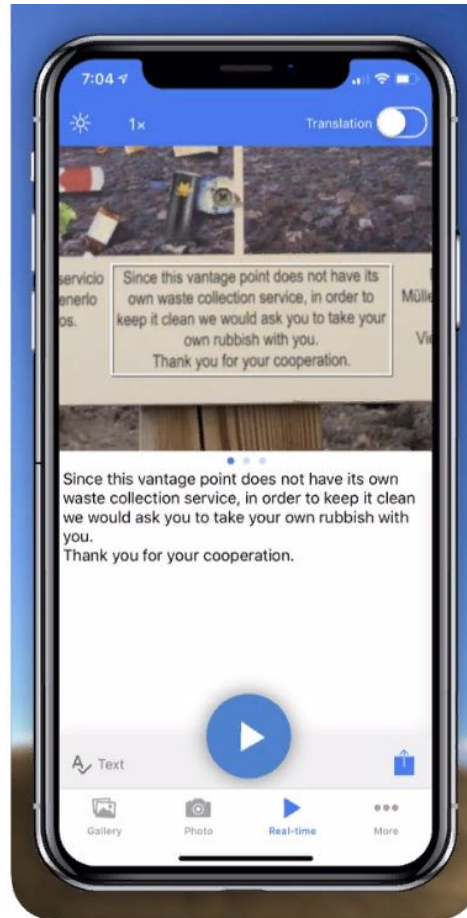 7:04
1x
Translation
servicio
enerlo
os.
Since this vantage point does not have its
own waste collection service, in order to
keep it clean we would ask you to take your
own rubbish with you.
Thank you for your cooperation.
Mülle
Vie
Since this vantage point does not have its own
waste collection service, in order to keep it clean
we would ask you to take your own rubbish with
you.
Thank you for your cooperation.
Text
Gallery
Photo
Real-time
More